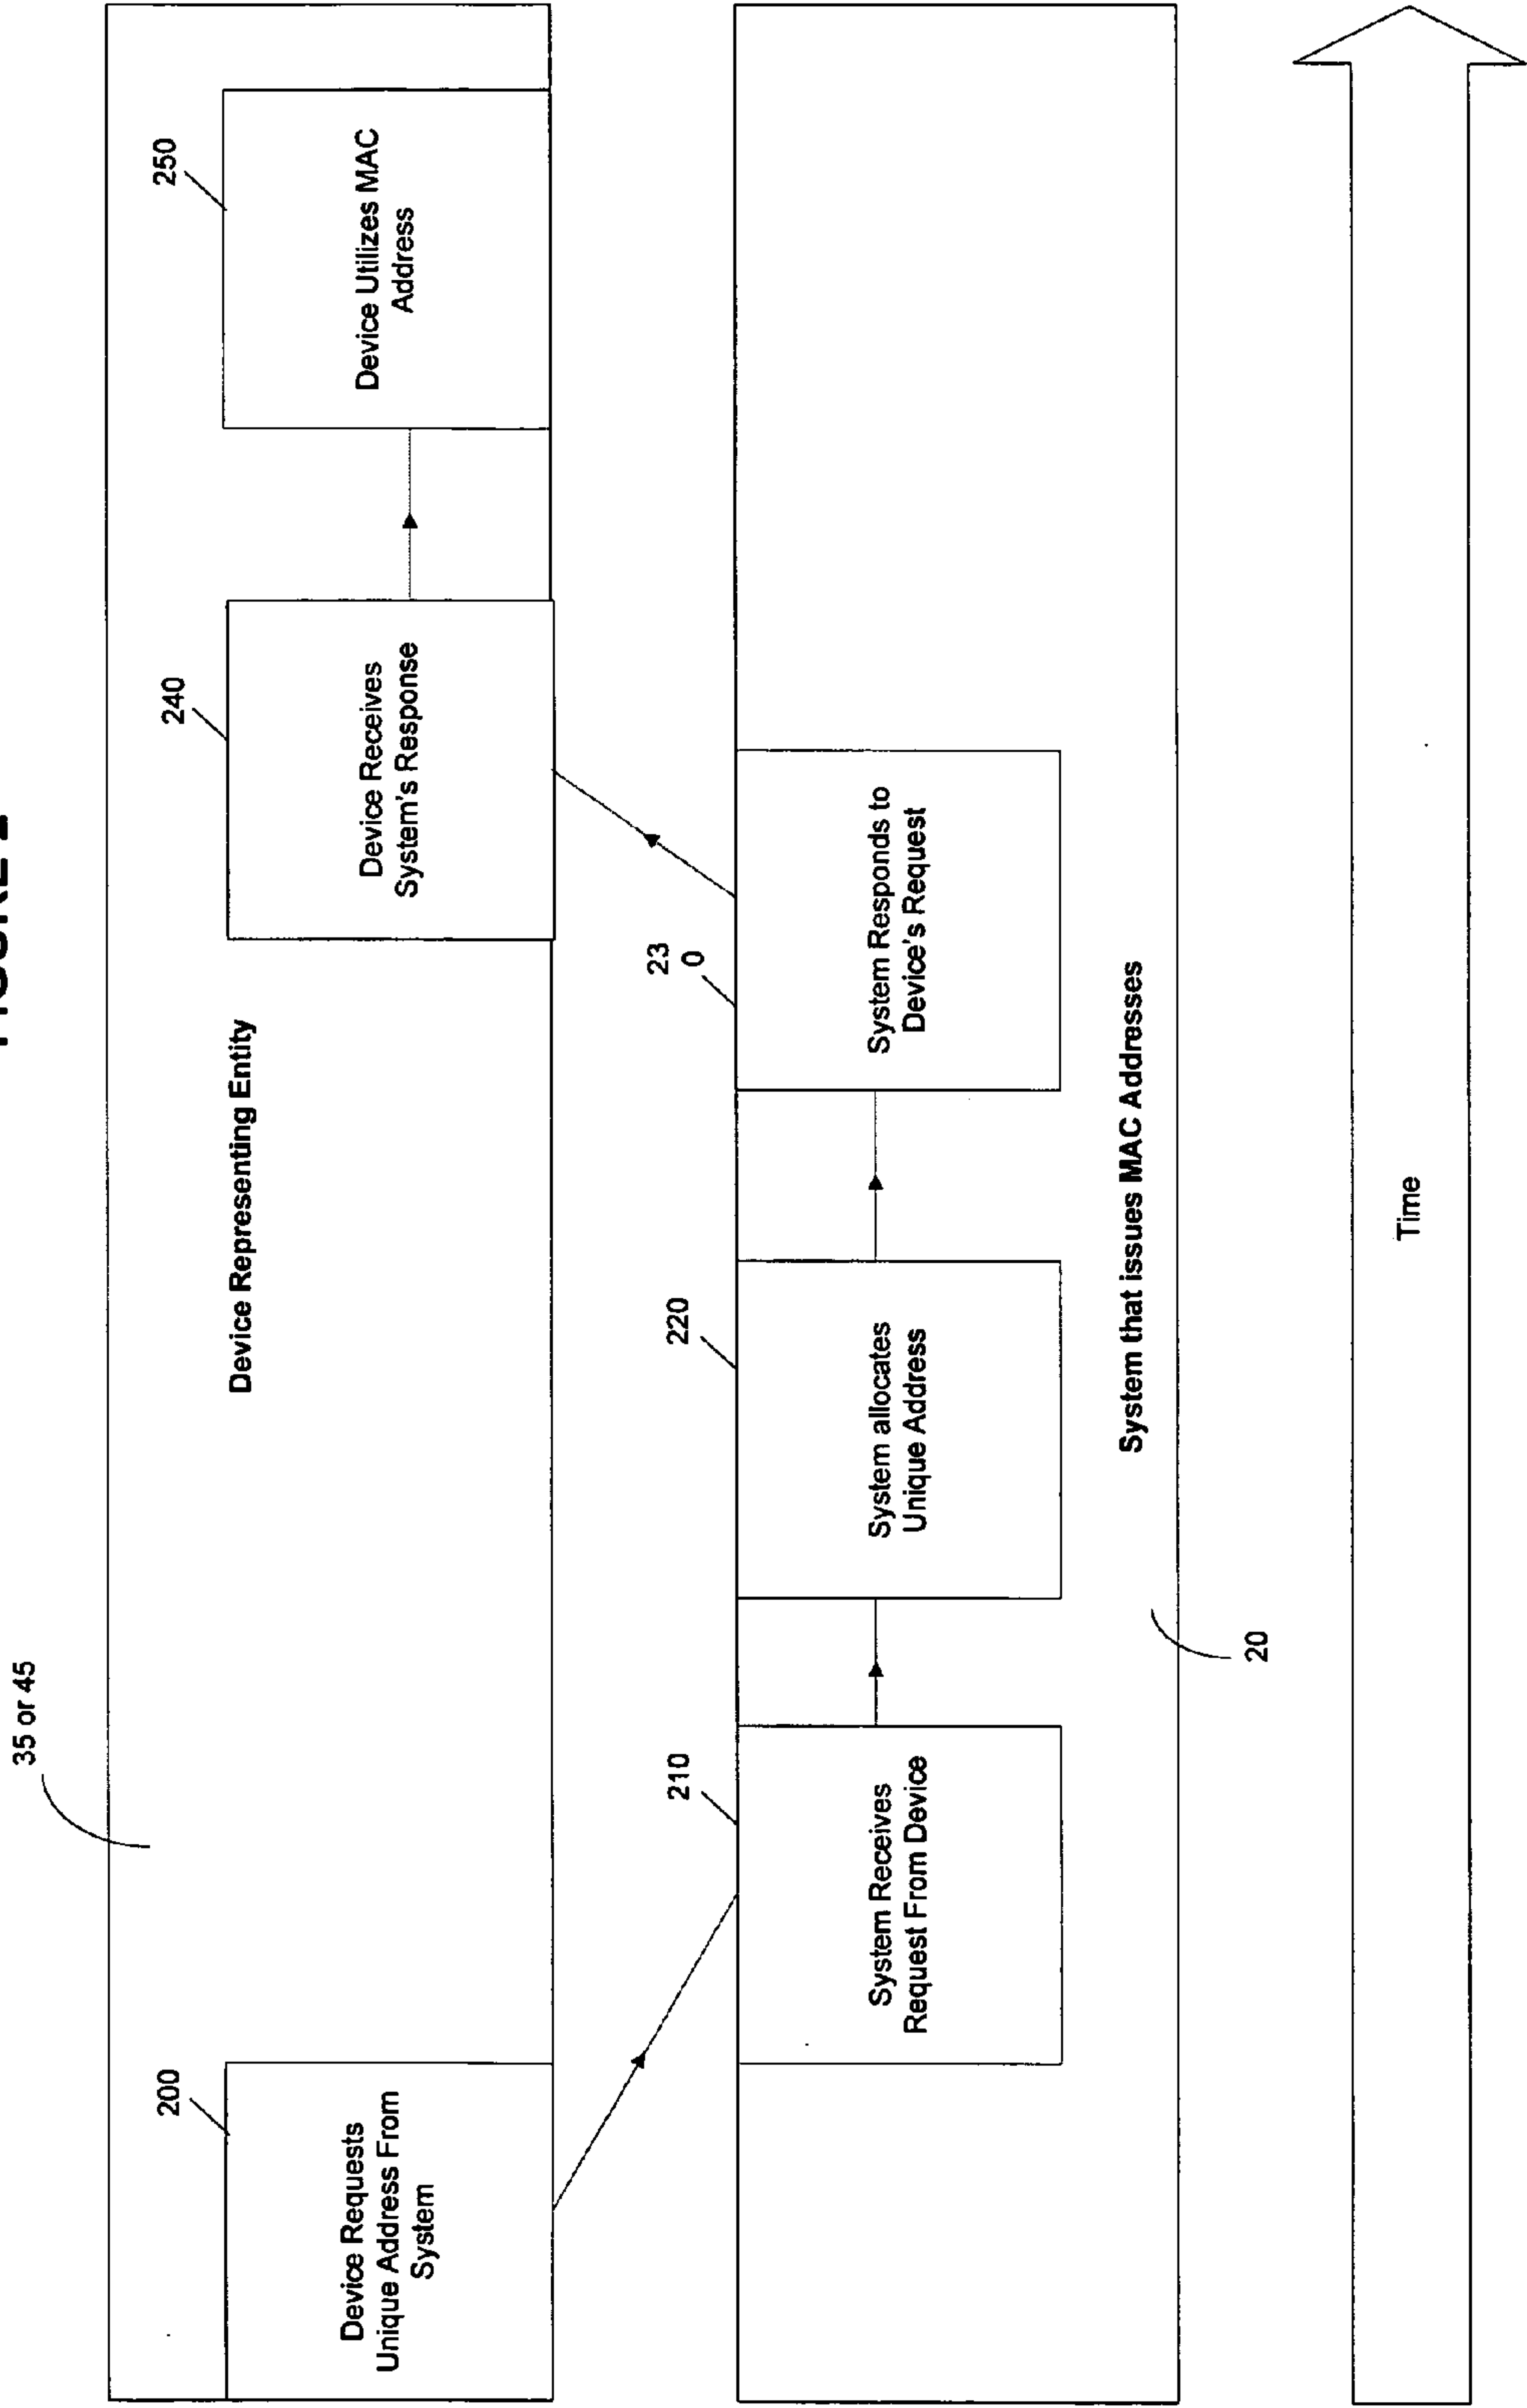 35 or 45
Device Representing Entity
200
Device Requests
Unique Address From
System
240
Device Receives
System's Response
250
Device Utilizes MAC
Address
210
System Receives
Request From Device
220
System allocates
Unique Address
23
0
System Responds to
Device's Request
System that issues MAC Addresses
20
Time